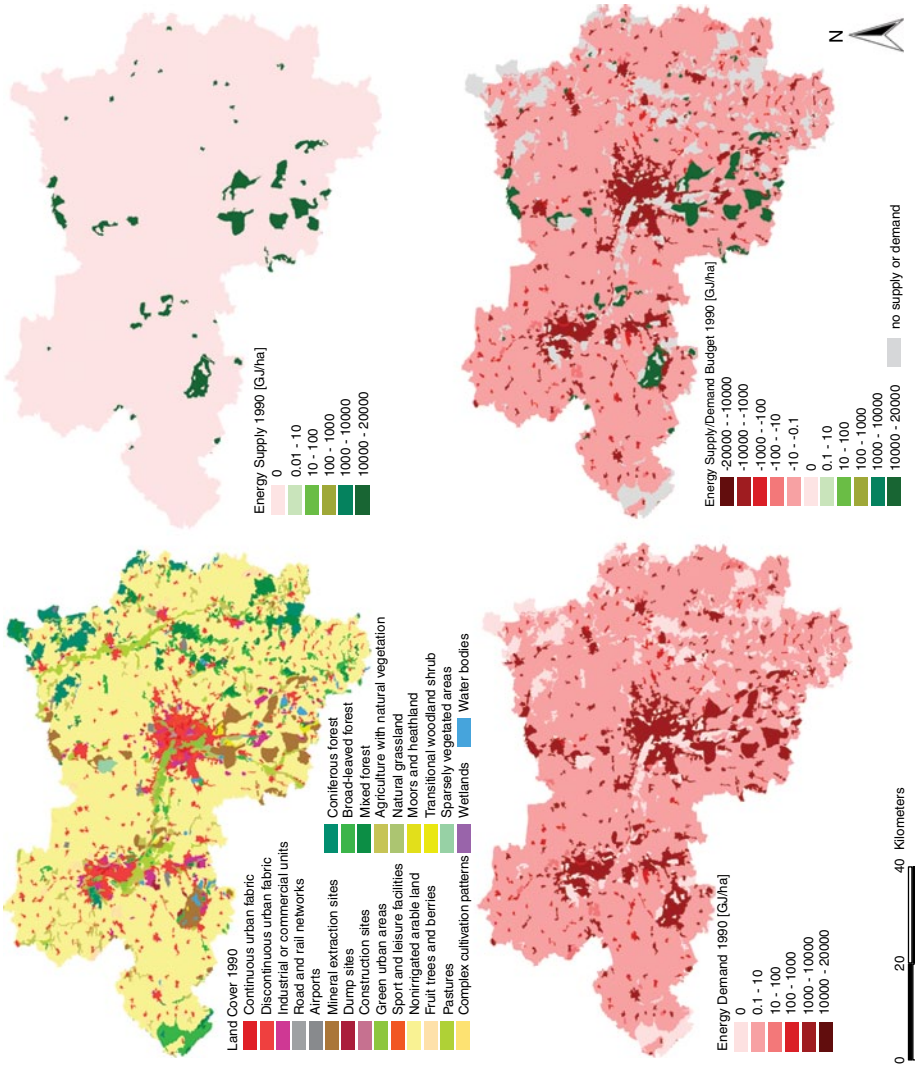 Land Cover 1990
Continuous urban fabric
Discontinuous urban fabric
Industrial or commercial units
Road and rail networks
Airports
Mineral extraction sites
Dump sites
Construction sites
Green urban areas
Sport and leisure facilities
Nonirrigated arable land
Fruit trees and berries
Pastures
Complex cultivation patterns
Coniferous forest
Broad-leaved forest
Mixed forest
Agriculture with natural vegetation
Natural grassland
Moors and heathland
Transitional woodland shrub
Sparsely vegetated areas
Wetlands
Water bodies
Energy Supply 1990 [GJ/ha]
0
0.01 - 10
10 - 100
100 - 1000
1000 - 10000
10000 - 20000
Energy Demand 1990 [GJ/ha]
0
0.1 - 10
10 - 100
100 - 1000
1000 - 10000
10000 - 200000
Energy Supply/Demand Budget 1990 [GJ/ha]
-20000 - -10000
-10000 - -1000
-1000 - -100
-100 - -10
-10 - -0.1
0
0.1 - 10
10 - 100
100 - 1000
1000 - 10000
10000 - 20000
no supply or demand
0 20 40 Kilometers
N